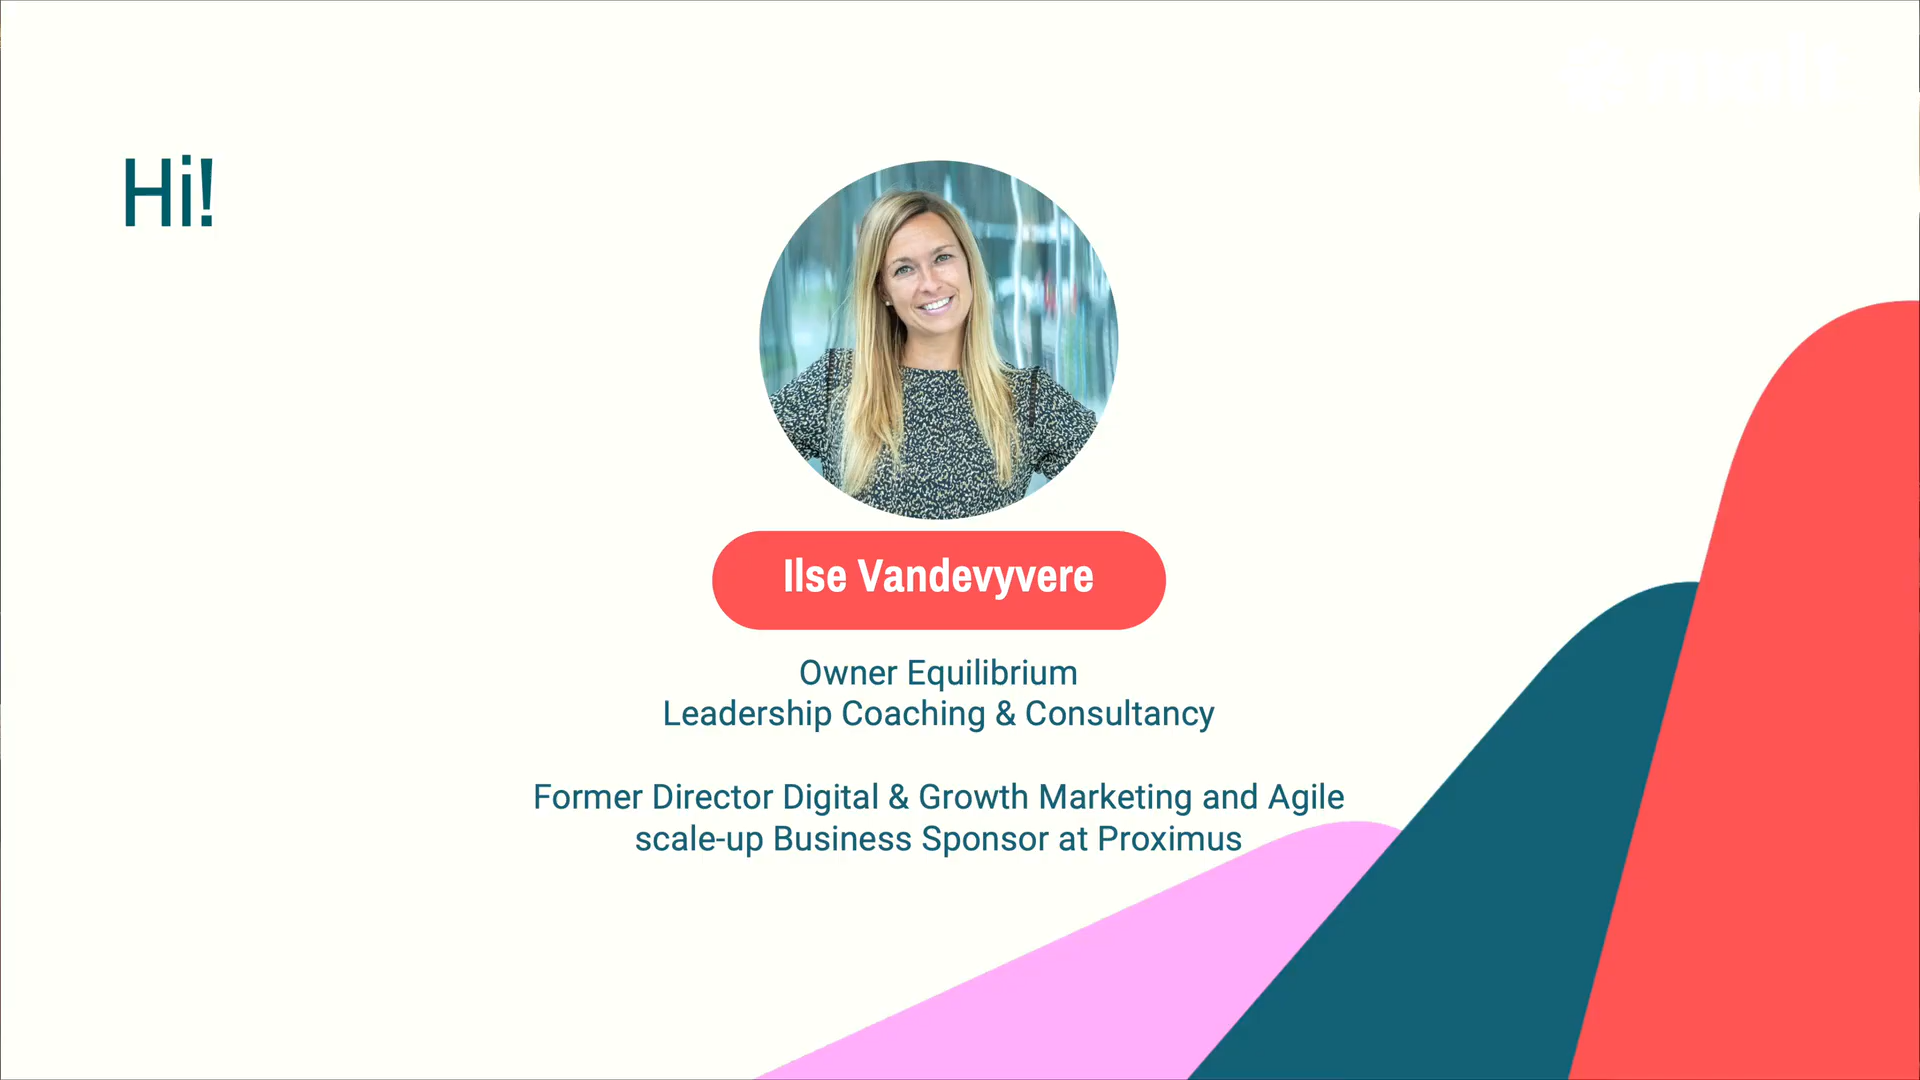 Hi!
Ilse Vandevyvere
Owner Equilibrium
Leadership Coaching & Consultancy
Former Director Digital & Growth Marketing and Agile
scale-up Business Sponsor at Proximus